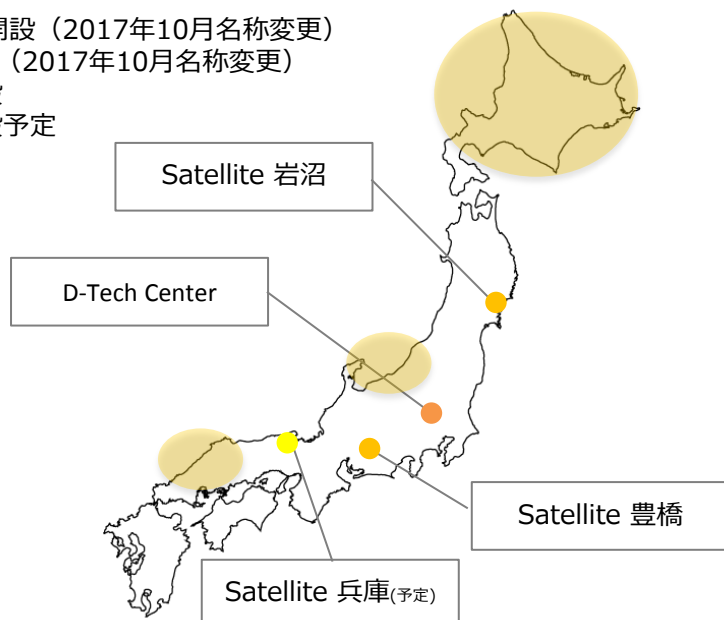 開設（2017年10月名称変更）
（2017年10月名称変更）
予定
Satellite 岩沼
D-Tech Center
Satellite 豊橋
Satellite 兵庫(予定)